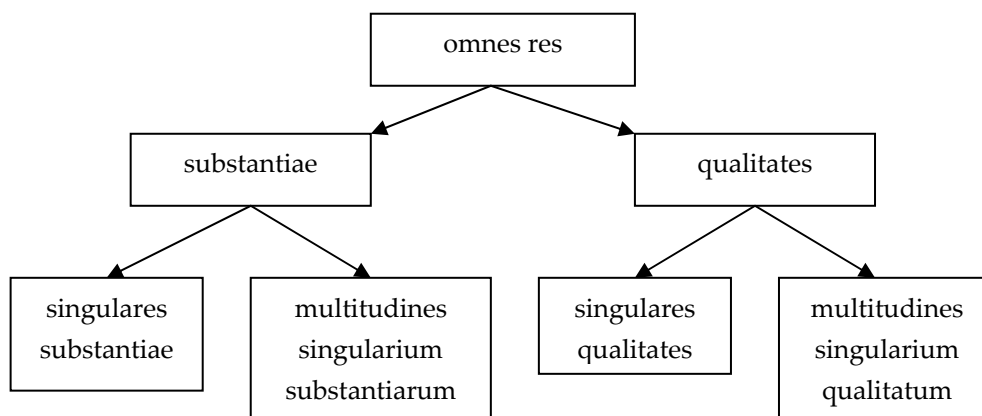 omnes res
substantiae
qualitates
singulares
substantiae
multitudines
singularium
substantiarum
singulares
qualitates
multitudines
singularium
qualitatum